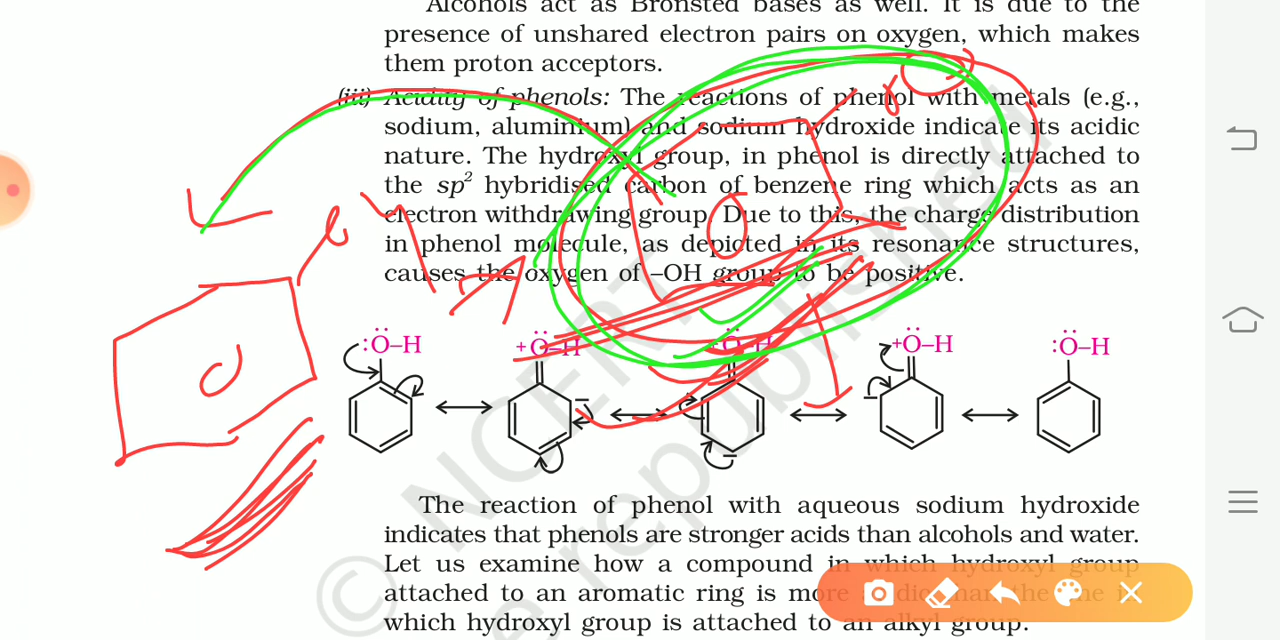 Alcohols act as Bronsted bases as well. It is due to the
presence of unshared electron pairs on oxygen, which makes
them proton acceptors.
(iii) Acidity of phenols: The reactions of phenol with metals (e.g.,
sodium, aluminium) and sodium hydroxide indicate its acidic
nature. The hydroxyl group, in phenol is directly attached to
the sp² hybridised carbon of benzene ring which acts as an
electron withdrawing group. Due to this, the charge distribution
in phenol molecule, as depicted in its resonance structures,
causes the oxygen of –OH group to be positive.
:Ö–H +Ö–H +Ö–H +Ö–H :Ö–H
The reaction of phenol with aqueous sodium hydroxide
indicates that phenols are stronger acids than alcohols and water.
Let us examine how a compound in which hydroxyl group
attached to an aromatic ring is more acidic than the one in
which hydroxyl group is attached to an alkyl group.
© NCERT
republished